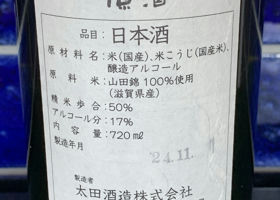 原酒
品目：日本酒
原材料名：米(国産)、米こうじ(国産米)、
醸造アルコール
原料米：山田錦100%使用
(滋賀県産)
精米歩合：50%
アルコール分：17%
内容量：720㎖
製造年月
24.11.
製造者
太田酒造株式会社